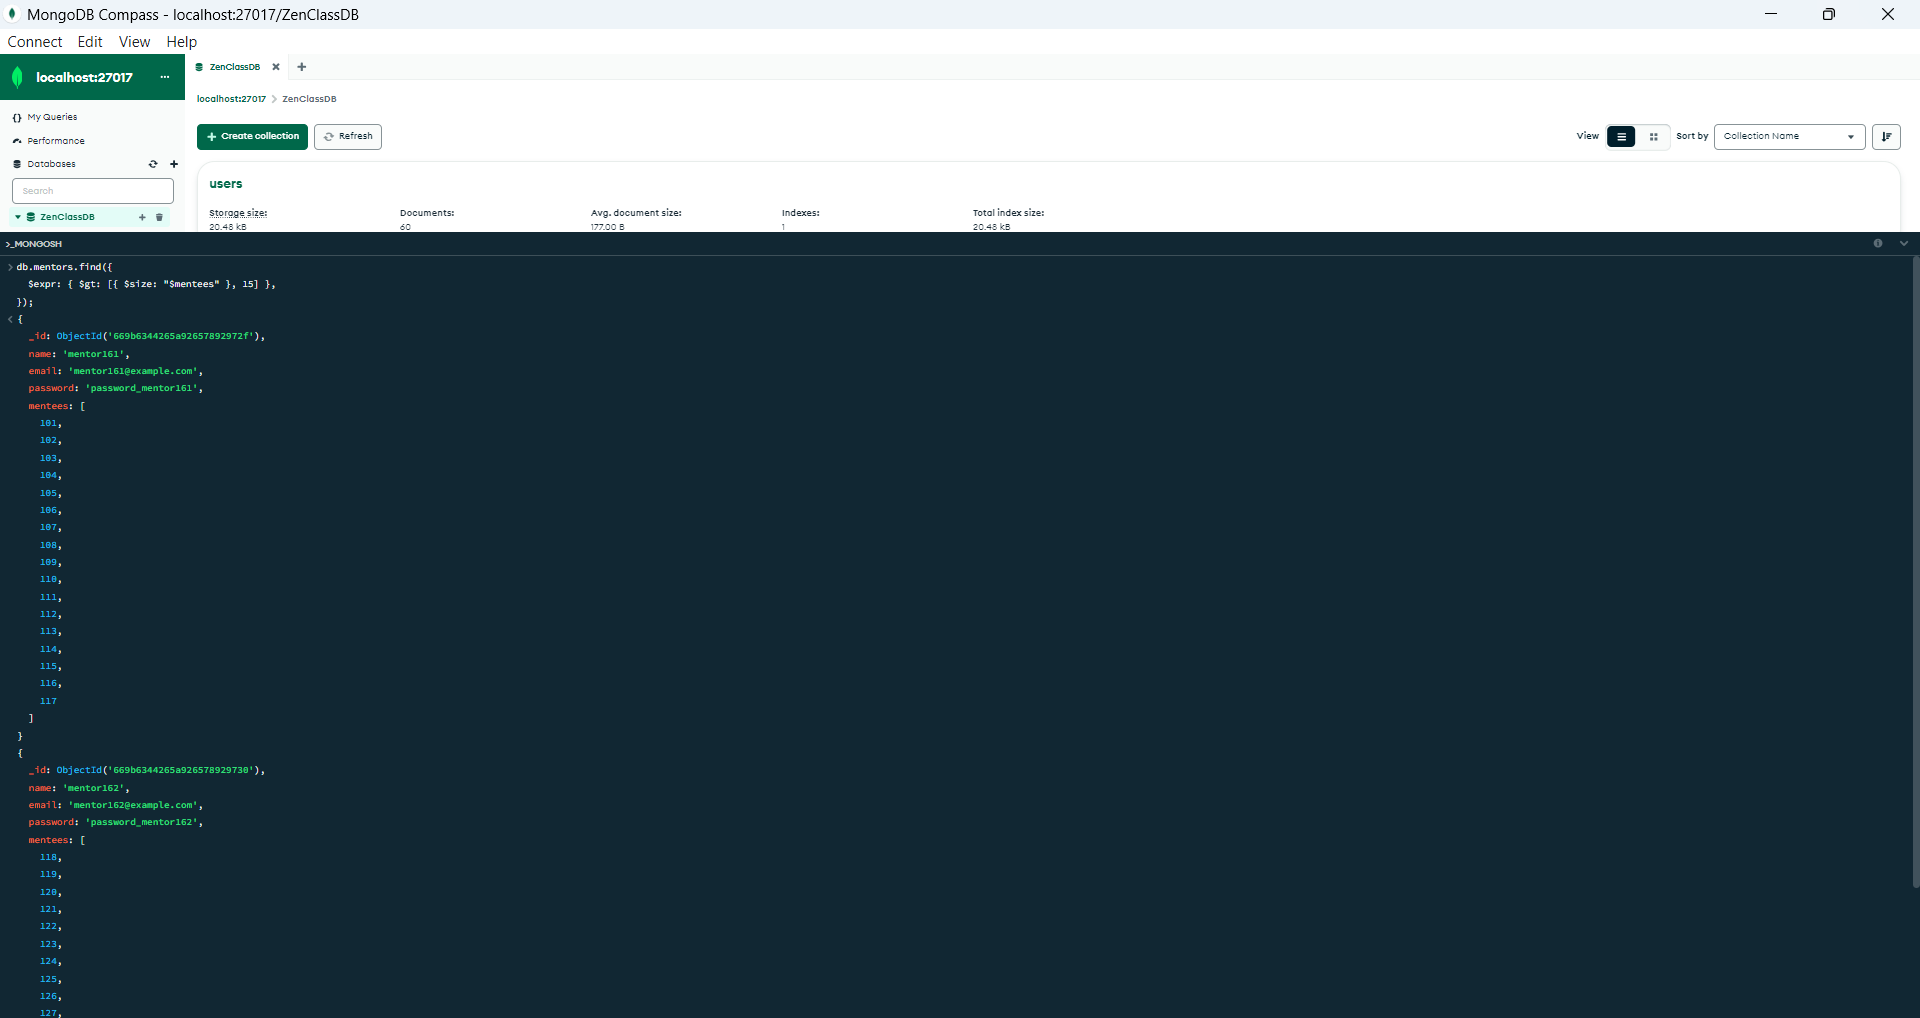 MongoDB Compass - localhost:27017/ZenClassDB
Connect Edit View Help
localhost:27017 ...
ZenClassDB
localhost:27017 > ZenClassDB
{} My Queries
Performance
Databases
Search
ZenClassDB
+ Create collection
Refresh
View
Sort by
Collection Name
users
Storage size: Documents: Avg. document size: Indexes: Total index size:
20.48 kB 60 177.00 B 1 20.48 kB
>_MONGOSH
> db.mentors.find({
$expr: { $gt: [{ $size: "$mentees" }, 15] },
});
< {
_id: ObjectId('669b6344265a92657892972f'),
name: 'mentor161',
email: 'mentor161@example.com',
password: 'password_mentor161',
mentees: [
101,
102,
103,
104,
105,
106,
107,
108,
109,
110,
111,
112,
113,
114,
115,
116,
117
]
}
{
_id: ObjectId('669b6344265a926578929730'),
name: 'mentor162',
email: 'mentor162@example.com',
password: 'password_mentor162',
mentees: [
118,
119,
120,
121,
122,
123,
124,
125,
126,
127,